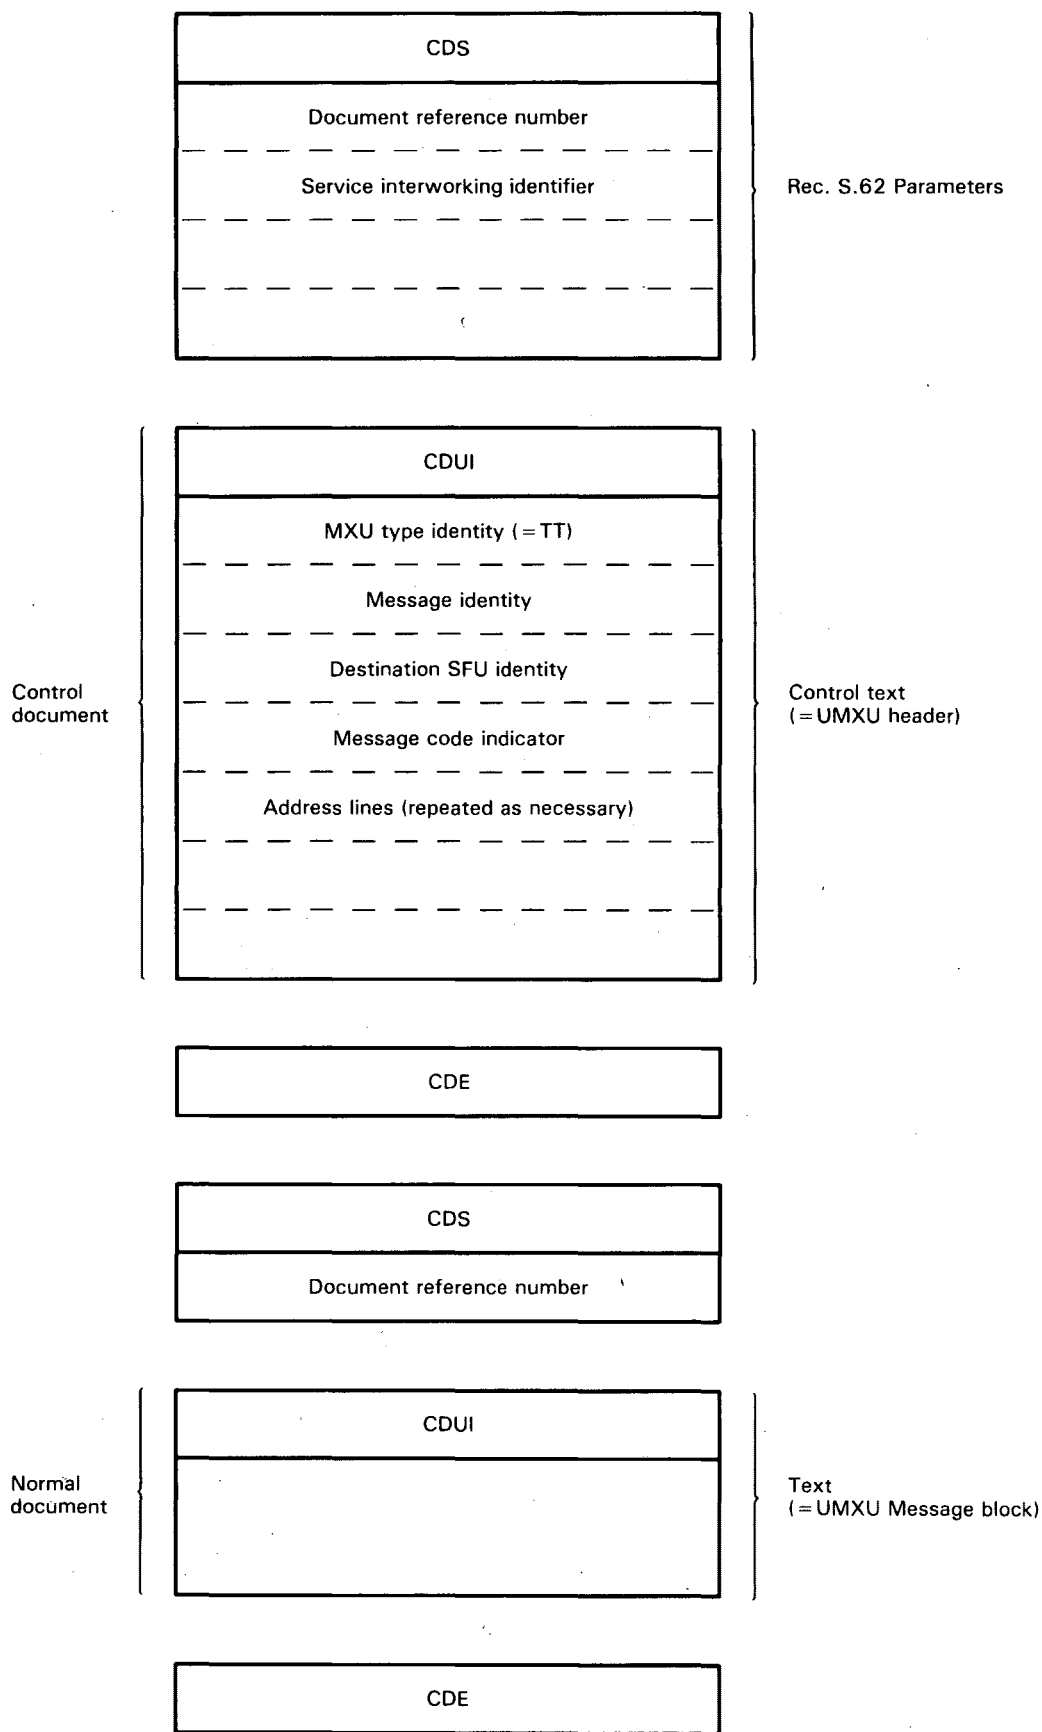 CDS
Document reference number
Service interworking identifier
Rec. S.62 Parameters
CDUI
MXU type identity (=TT)
Message identity
Destination SFU identity
Control
document
Control text
(=UMXU header)
Message code indicator
Address lines (repeated as necessary)
CDE
CDS
Document reference number
CDUI
Normal
document
Text
(=UMXU Message block)
CDE